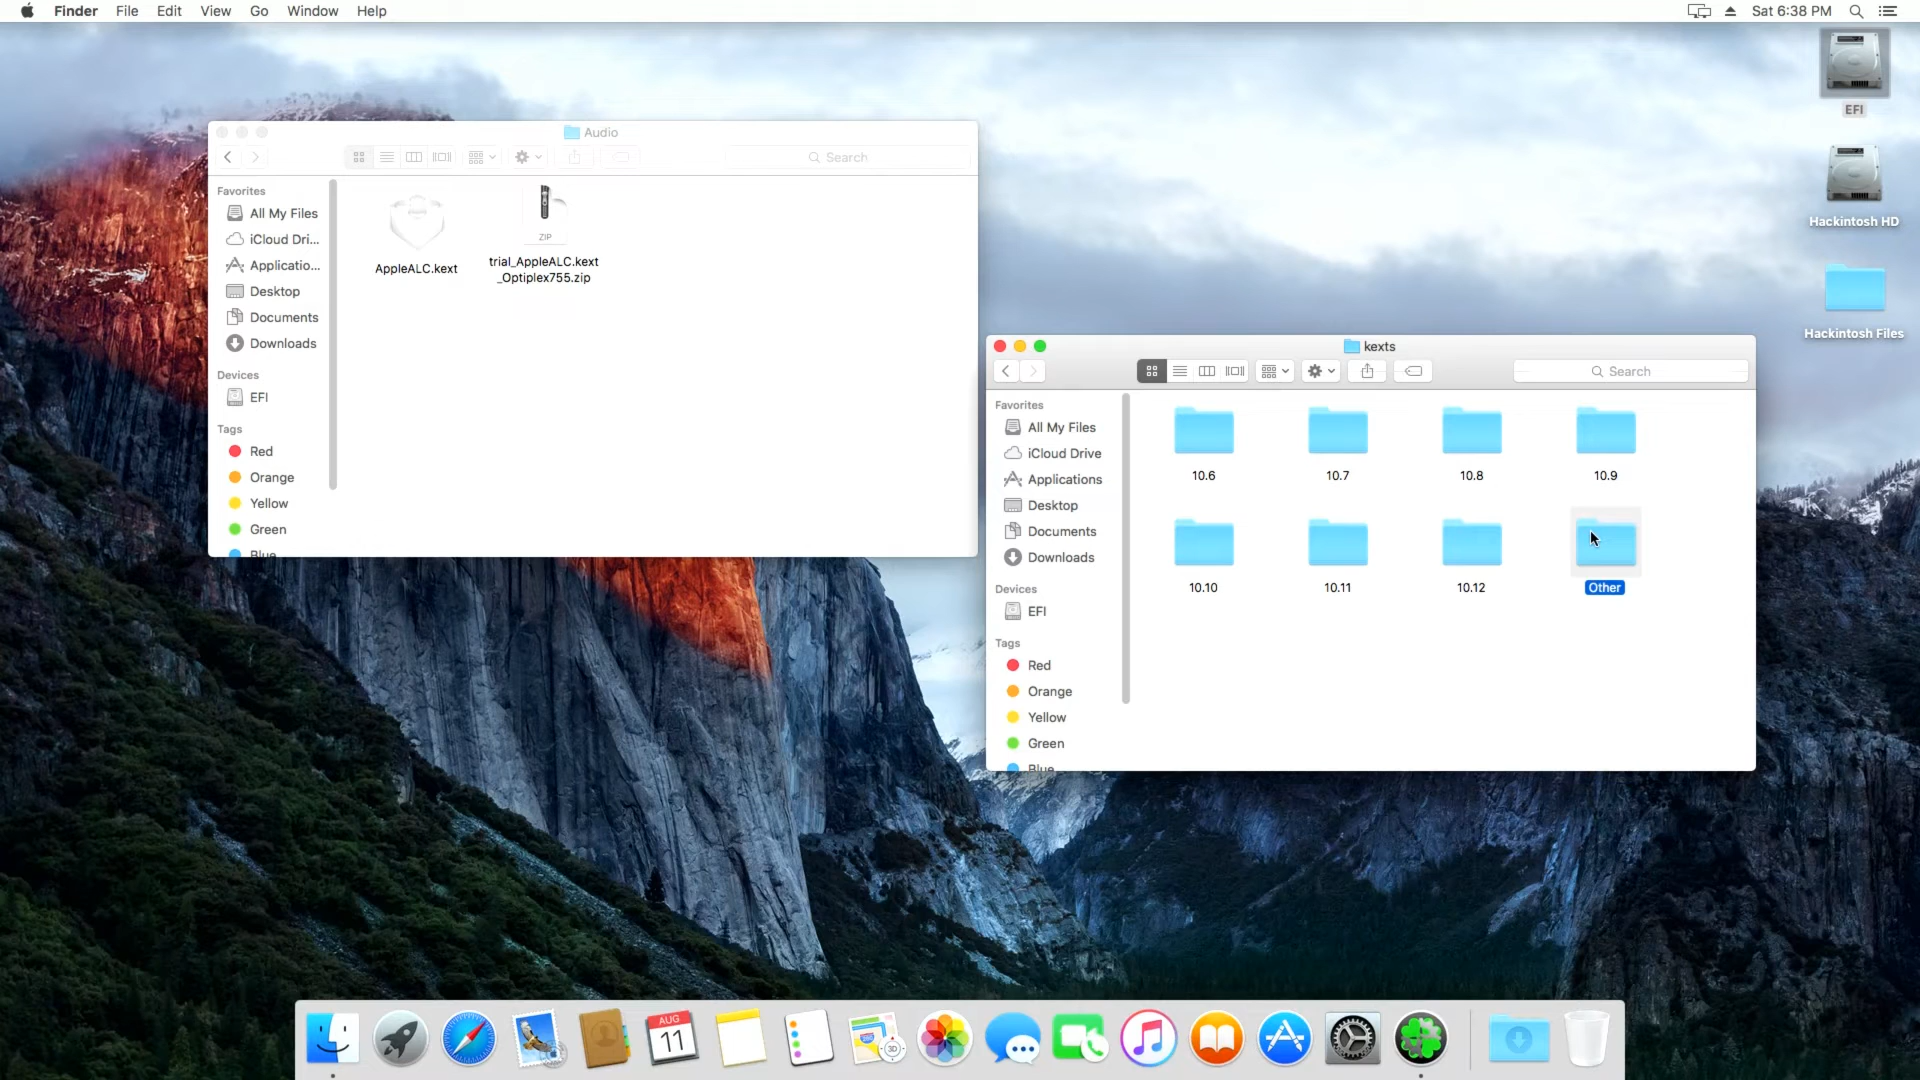 Finder File Edit View Go Window Help
Sat 6:38 PM
EFI
Hackintosh HD
Hackintosh Files
Audio
Search
Favorites
All My Files
iCloud Dri...
Applicatio...
Desktop
Documents
Downloads
Devices
EFI
Tags
Red
Orange
Yellow
Green
Blue
AppleALC.kext
ZIP
trial_AppleALC.kext
_Optiplex755.zip
kexts
Search
Favorites
All My Files
iCloud Drive
Applications
Desktop
Documents
Downloads
Devices
EFI
Tags
Red
Orange
Yellow
Green
Blue
10.6 10.7 10.8 10.9
10.10 10.11 10.12 Other
AUG
11
3D